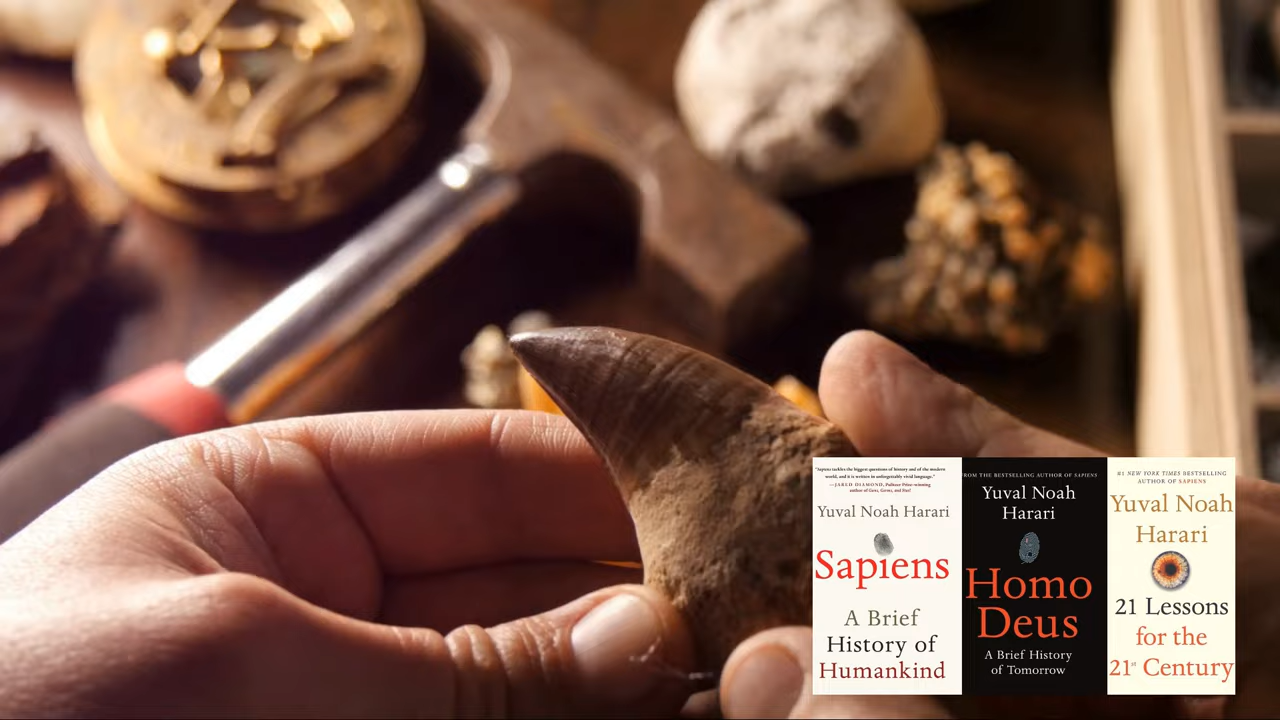 "Sapiens tackles the biggest questions of history and of the modern
world, and it is written in unforgettably vivid language."
—JARED DIAMOND, Pulitzer Prize-winning
author of Guns, Germs, and Steel
Yuval Noah Harari
Sapiens
A Brief
History of
Humankind
FROM THE BESTSELLING AUTHOR OF SAPIENS
Yuval Noah
Harari
Homo
Deus
A Brief History
of Tomorrow
#1 NEW YORK TIMES BESTSELLING
AUTHOR OF SAPIENS
Yuval Noah
Harari
21 Lessons
for the
21st Century